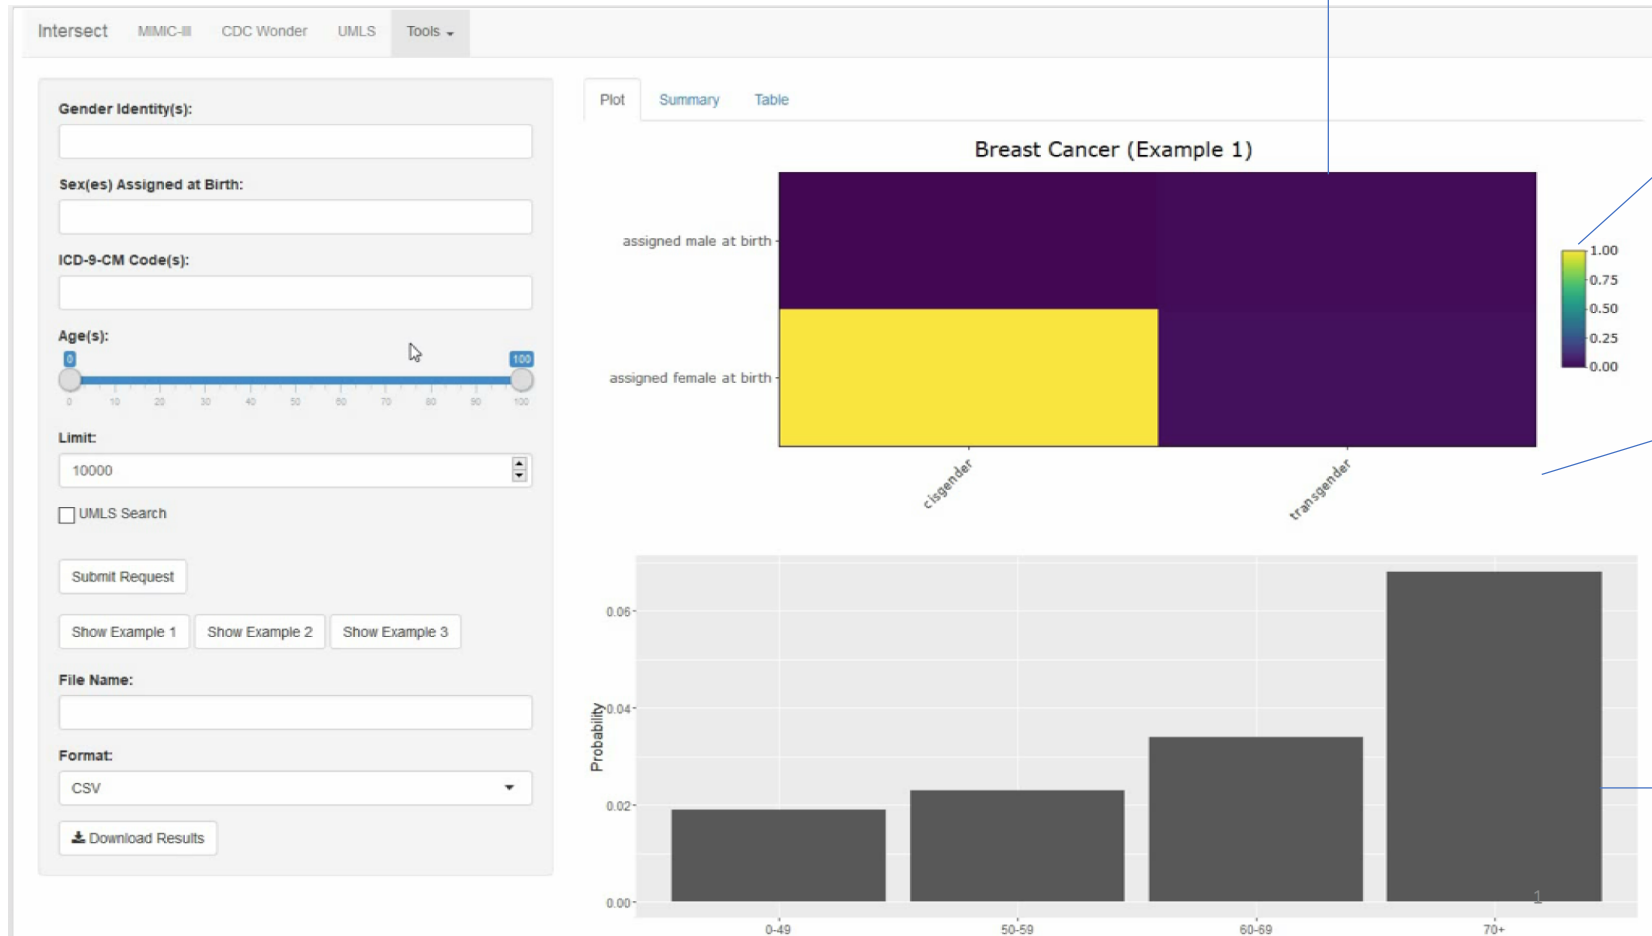 Intersect MIMIC-III CDC Wonder UMLS Tools
Gender Identity(s):
Sex(es) Assigned at Birth:
ICD-9-CM Code(s):
Age(s):
0 100
0 10 20 30 40 50 60 70 80 90 100
Limit:
10000
UMLS Search
Submit Request
Show Example 1 Show Example 2 Show Example 3
File Name:
Format:
CSV
Download Results
Plot Summary Table
Breast Cancer (Example 1)
assigned male at birth
assigned female at birth
cisgender transgender
1.00
0.75
0.50
0.25
0.00
Probability
0.06
0.04
0.02
0.00
1
0-49 50-59 60-69 70+